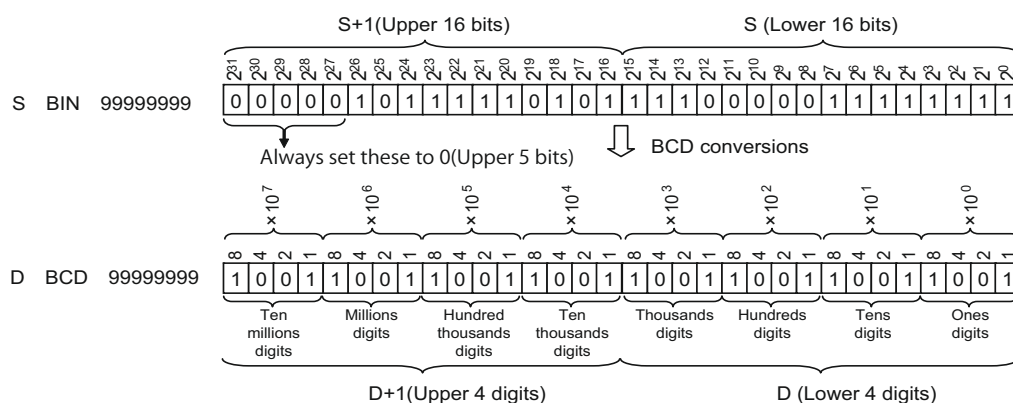 S+1(Upper 16 bits) S (Lower 16 bits)
2³¹ 2³⁰ 2²⁹ 2²⁸ 2²⁷ 2²⁶ 2²⁵ 2²⁴ 2²³ 2²² 2²¹ 2²⁰ 2¹⁹ 2¹⁸ 2¹⁷ 2¹⁶ 2¹⁵ 2¹⁴ 2¹³ 2¹² 2¹¹ 2¹⁰ 2⁹ 2⁸ 2⁷ 2⁶ 2⁵ 2⁴ 2³ 2² 2¹ 2⁰
S BIN 99999999 0 0 0 0 0 1 0 1 1 1 1 1 0 1 0 1 1 1 1 0 0 0 0 0 1 1 1 1 1 1 1 1
Always set these to 0(Upper 5 bits) BCD conversions
×10⁷ ×10⁶ ×10⁵ ×10⁴ ×10³ ×10² ×10¹ ×10⁰
8 4 2 1 8 4 2 1 8 4 2 1 8 4 2 1 8 4 2 1 8 4 2 1 8 4 2 1 8 4 2 1
D BCD 99999999 1 0 0 1 1 0 0 1 1 0 0 1 1 0 0 1 1 0 0 1 1 0 0 1 1 0 0 1 1 0 0 1
Ten Millions Hundred Ten Thousands Hundreds Tens Ones
millions digits thousands thousands digits digits digits digits
digits digits digits
D+1(Upper 4 digits) D (Lower 4 digits)